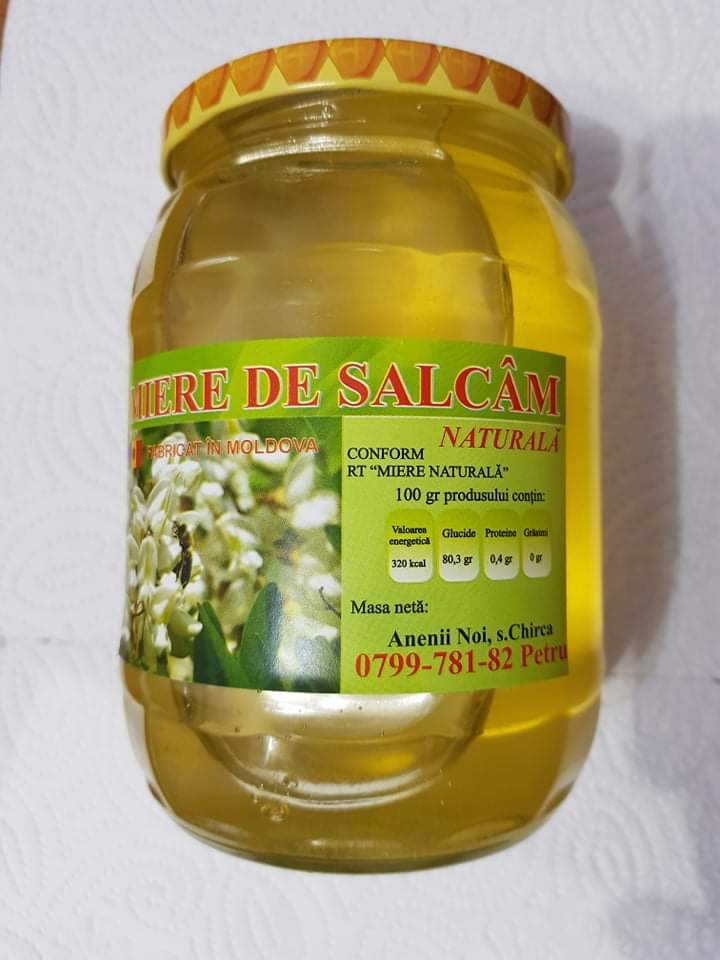 MIERE DE SALCÂM
FABRICAT ÎN MOLDOVA
NATURALĂ
CONFORM
RT “MIERE NATURALĂ”
100 gr produsului conțin:
Valoarea energetică
320 kcal
Glucide
80,3 gr
Proteine
0,4 gr
Grăsimi
0 gr
Masa netă:
Anenii Noi, s.Chirca
0799-781-82 Petru